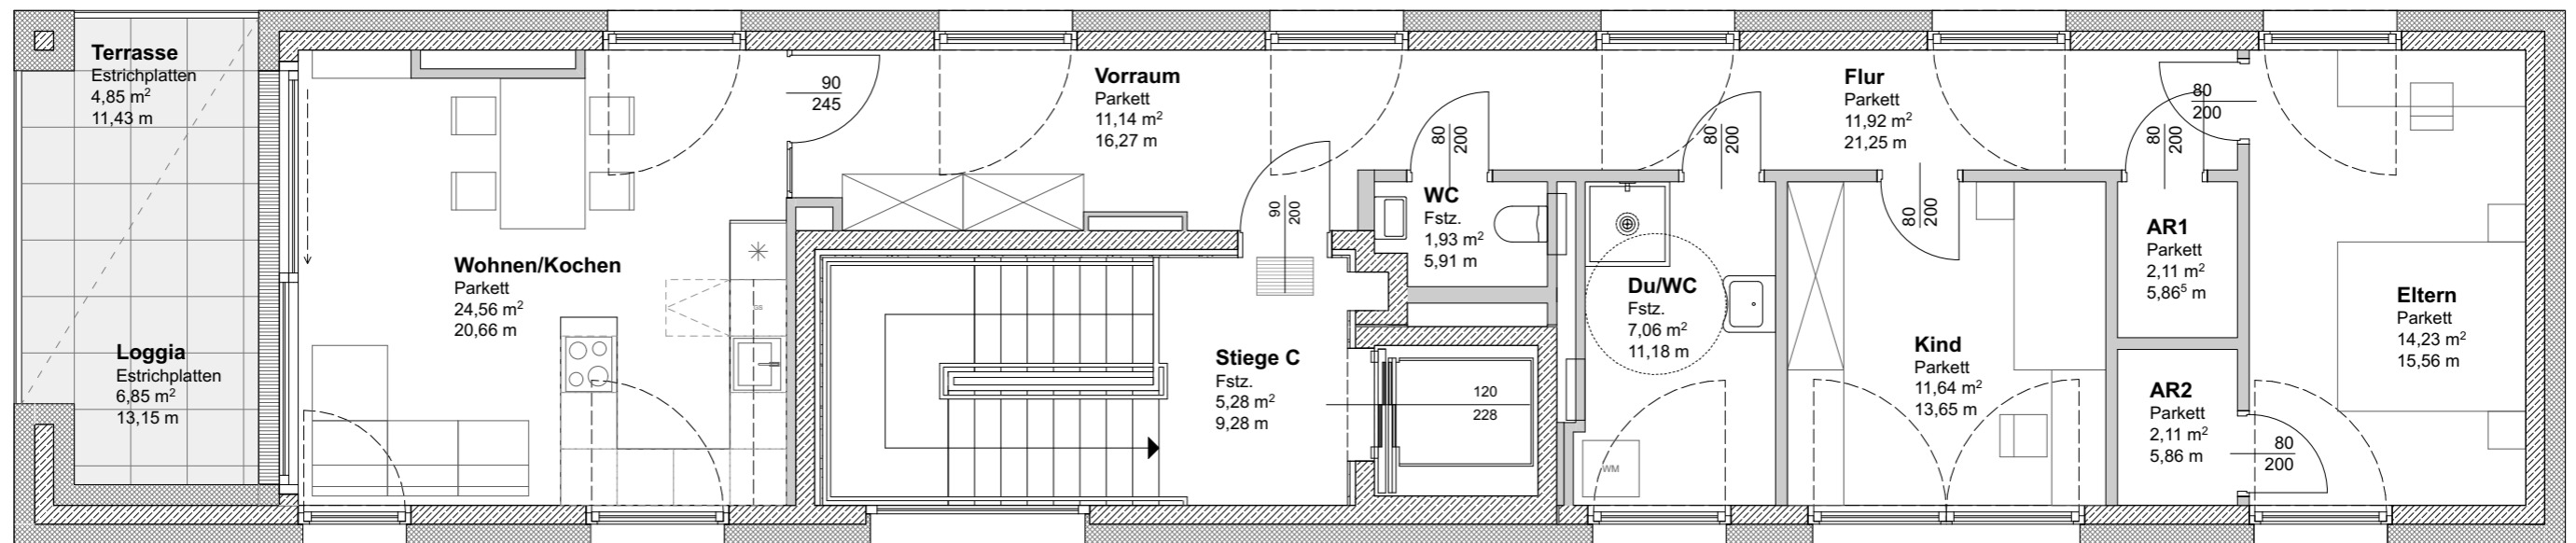 Terrasse
Estrichplatten
4,85 m²
11,43 m
Loggia
Estrichplatten
6,85 m²
13,15 m
Wohnen/Kochen
Parkett
24,56 m²
20,66 m
90
245
GS
Vorraum
Parkett
11,14 m²
16,27 m
90
200
Stiege C
Fstz.
5,28 m²
9,28 m
120
228
80
200
WC
Fstz.
1,93 m²
5,91 m
80
200
Du/WC
Fstz.
7,06 m²
11,18 m
WM
Flur
Parkett
11,92 m²
21,25 m
80
200
Kind
Parkett
11,64 m²
13,65 m
80
200
80
200
AR1
Parkett
2,11 m²
5,86⁵ m
AR2
Parkett
2,11 m²
5,86 m
80
200
Eltern
Parkett
14,23 m²
15,56 m